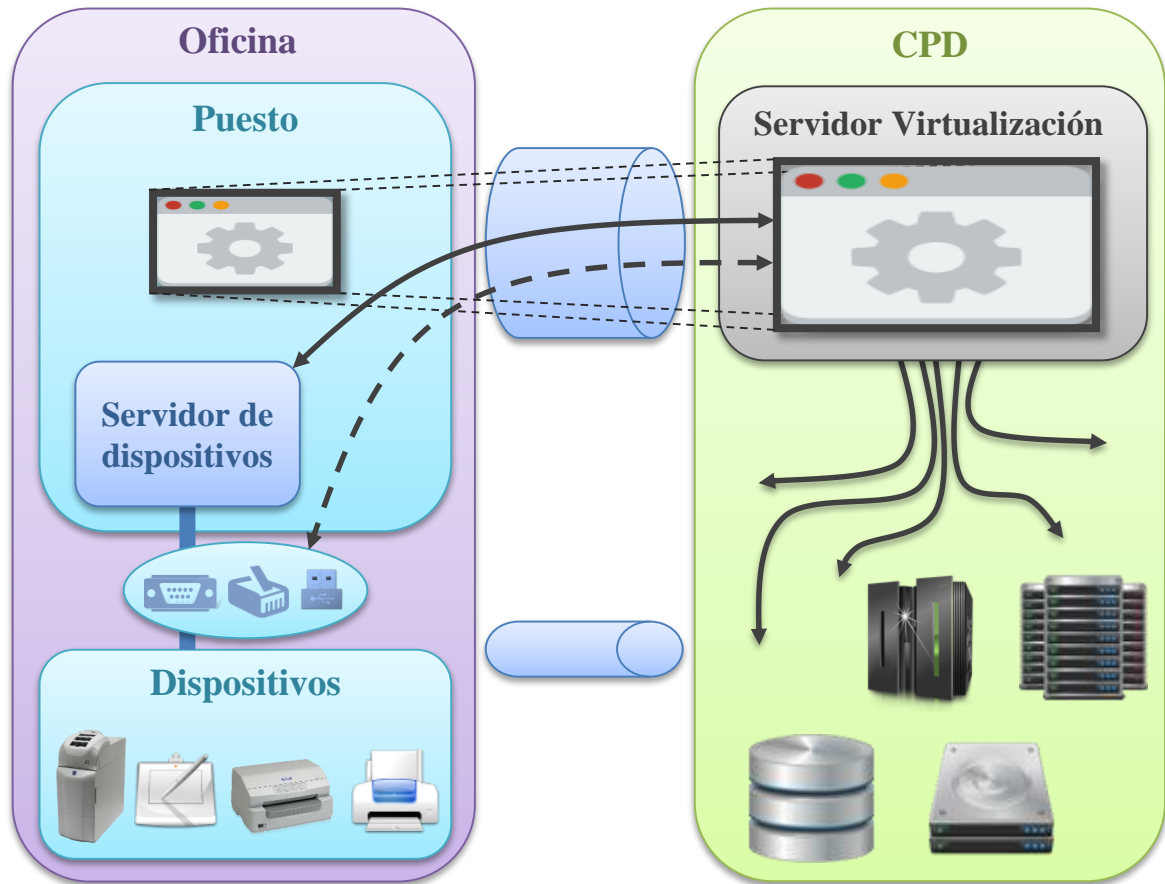 Oficina
Puesto
Servidor de
dispositivos
Dispositivos
CPD
Servidor Virtualización